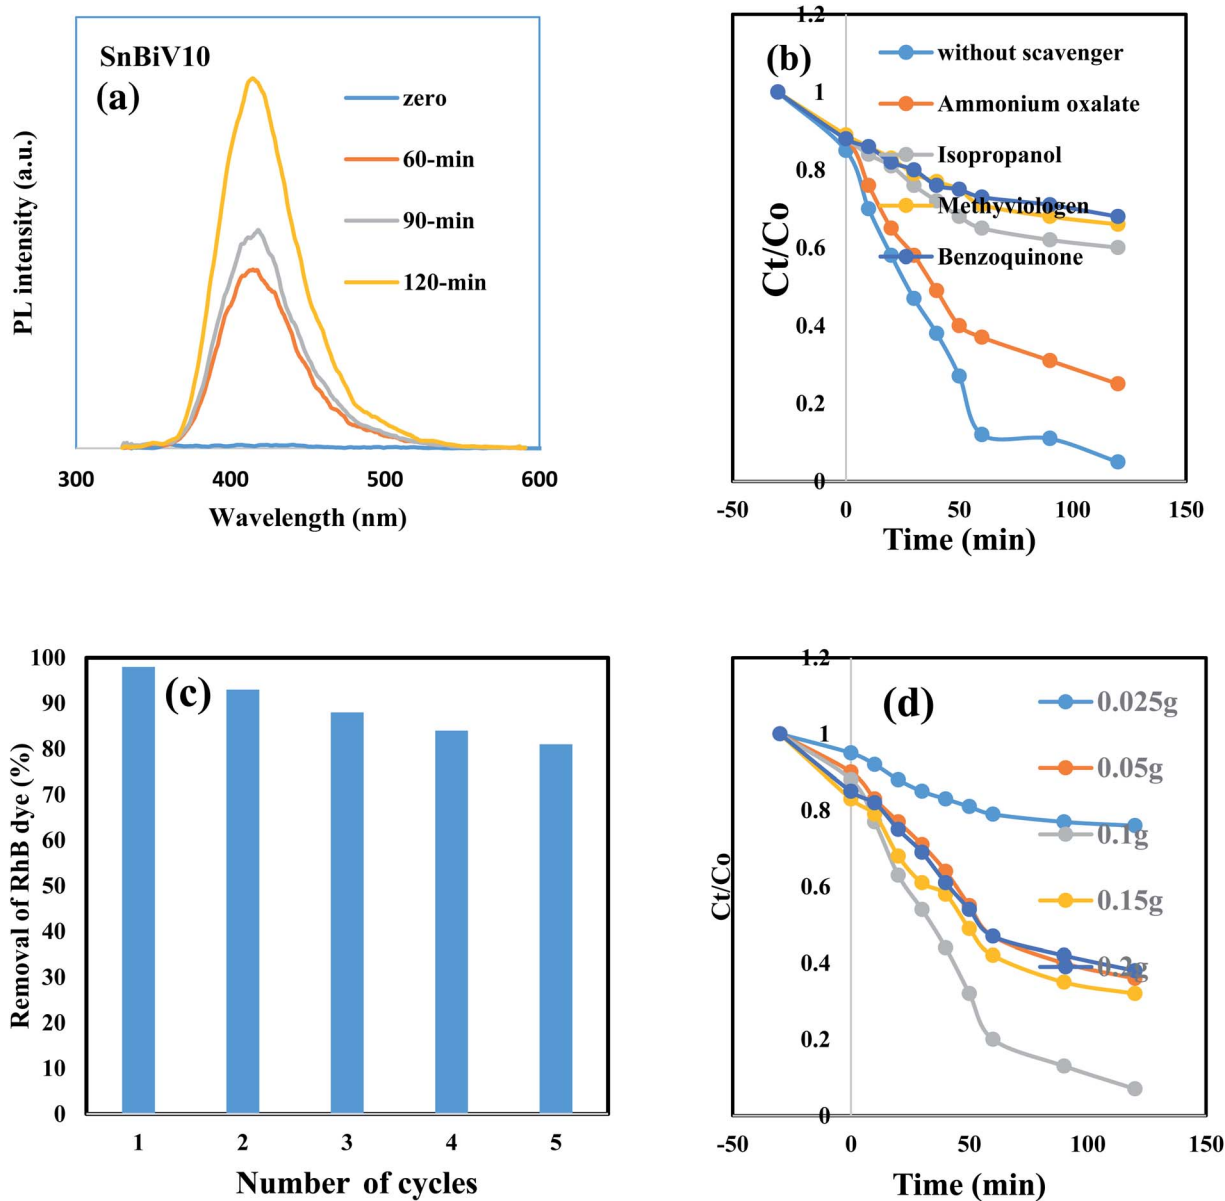 SnBiV10
(a)
zero
60-min
90-min
120-min
PL intensity (a.u.)
300
400
500
600
Wavelength (nm)
(b)
without scavenger
Ammonium oxalate
Isopropanol
Methyviologen
Benzoquinone
Ct/Co
1.2
1
0.8
0.6
0.4
0.2
0
-50
0
50
100
150
Time (min)
(c)
Removal of RhB dye (%)
100
90
80
70
60
50
40
30
20
10
0
1
2
3
4
5
Number of cycles
(d)
0.025g
0.05g
0.1g
0.15g
0.2g
Ct/Co
1.2
1
0.8
0.6
0.4
0.2
0
-50
0
50
100
150
Time (min)